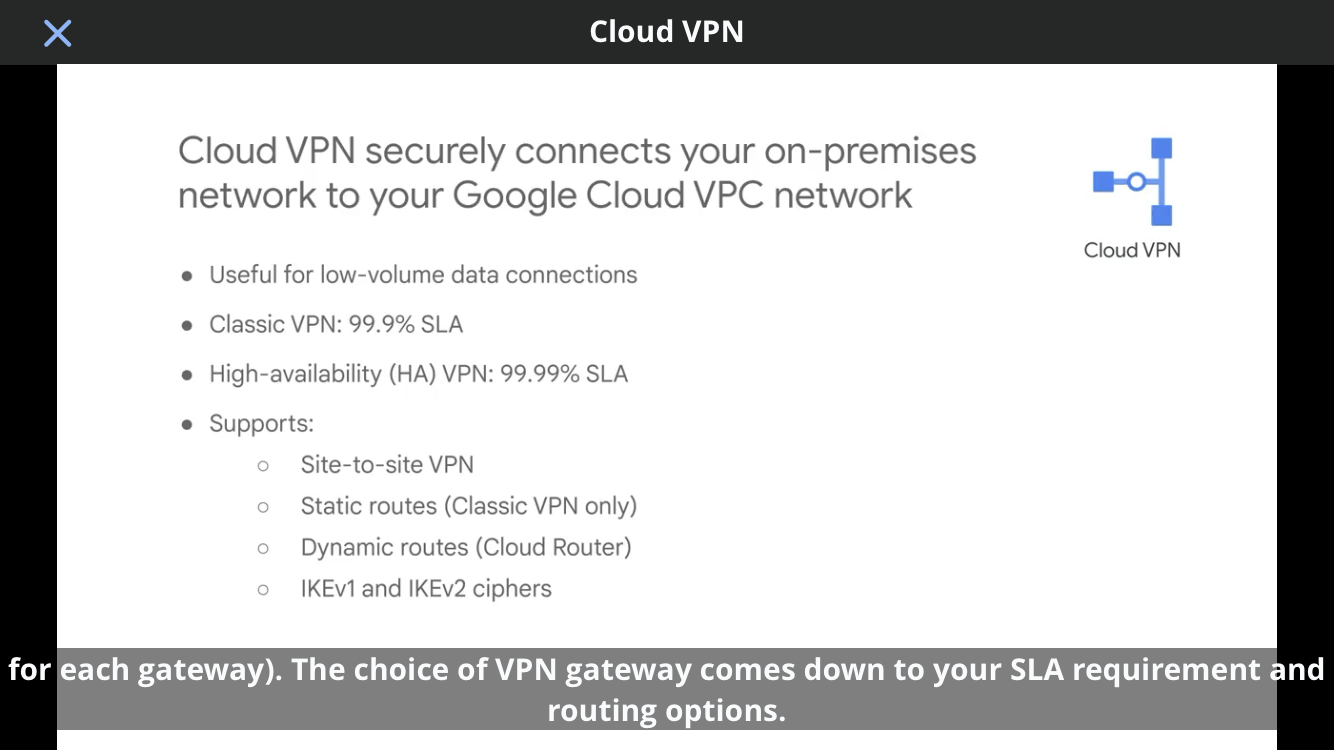 Cloud VPN
Cloud VPN securely connects your on-premises
network to your Google Cloud VPC network
Cloud VPN
● Useful for low-volume data connections
● Classic VPN: 99.9% SLA
● High-availability (HA) VPN: 99.99% SLA
● Supports:
○ Site-to-site VPN
○ Static routes (Classic VPN only)
○ Dynamic routes (Cloud Router)
○ IKEv1 and IKEv2 ciphers
for each gateway). The choice of VPN gateway comes down to your SLA requirement and
routing options.